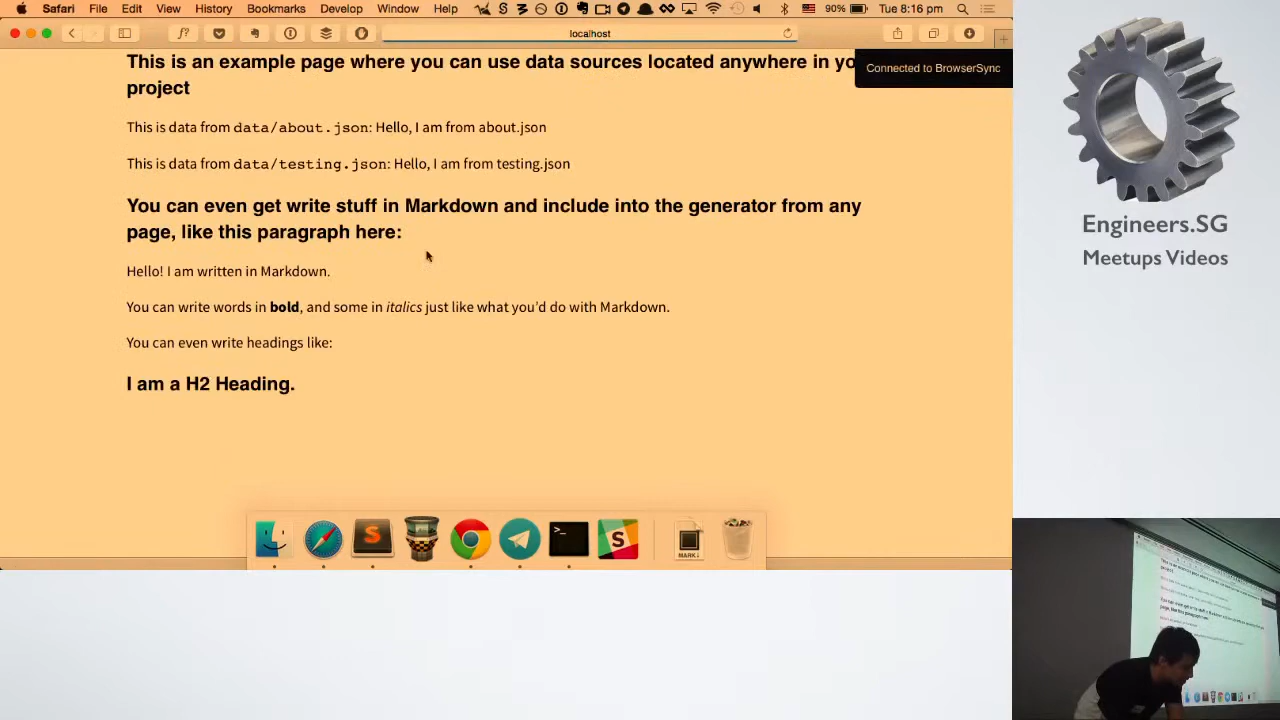 Safari File Edit View History Bookmarks Develop Window Help 90% Tue 8:16 pm
localhost
This is an example page where you can use data sources located anywhere in yo
project
Connected to BrowserSync
This is data from data/about.json: Hello, I am from about.json
This is data from data/testing.json: Hello, I am from testing.json
You can even get write stuff in Markdown and include into the generator from any
page, like this paragraph here:
Hello! I am written in Markdown.
You can write words in bold, and some in italics just like what you'd do with Markdown.
You can even write headings like:
I am a H2 Heading.
Engineers.SG
Meetups Videos